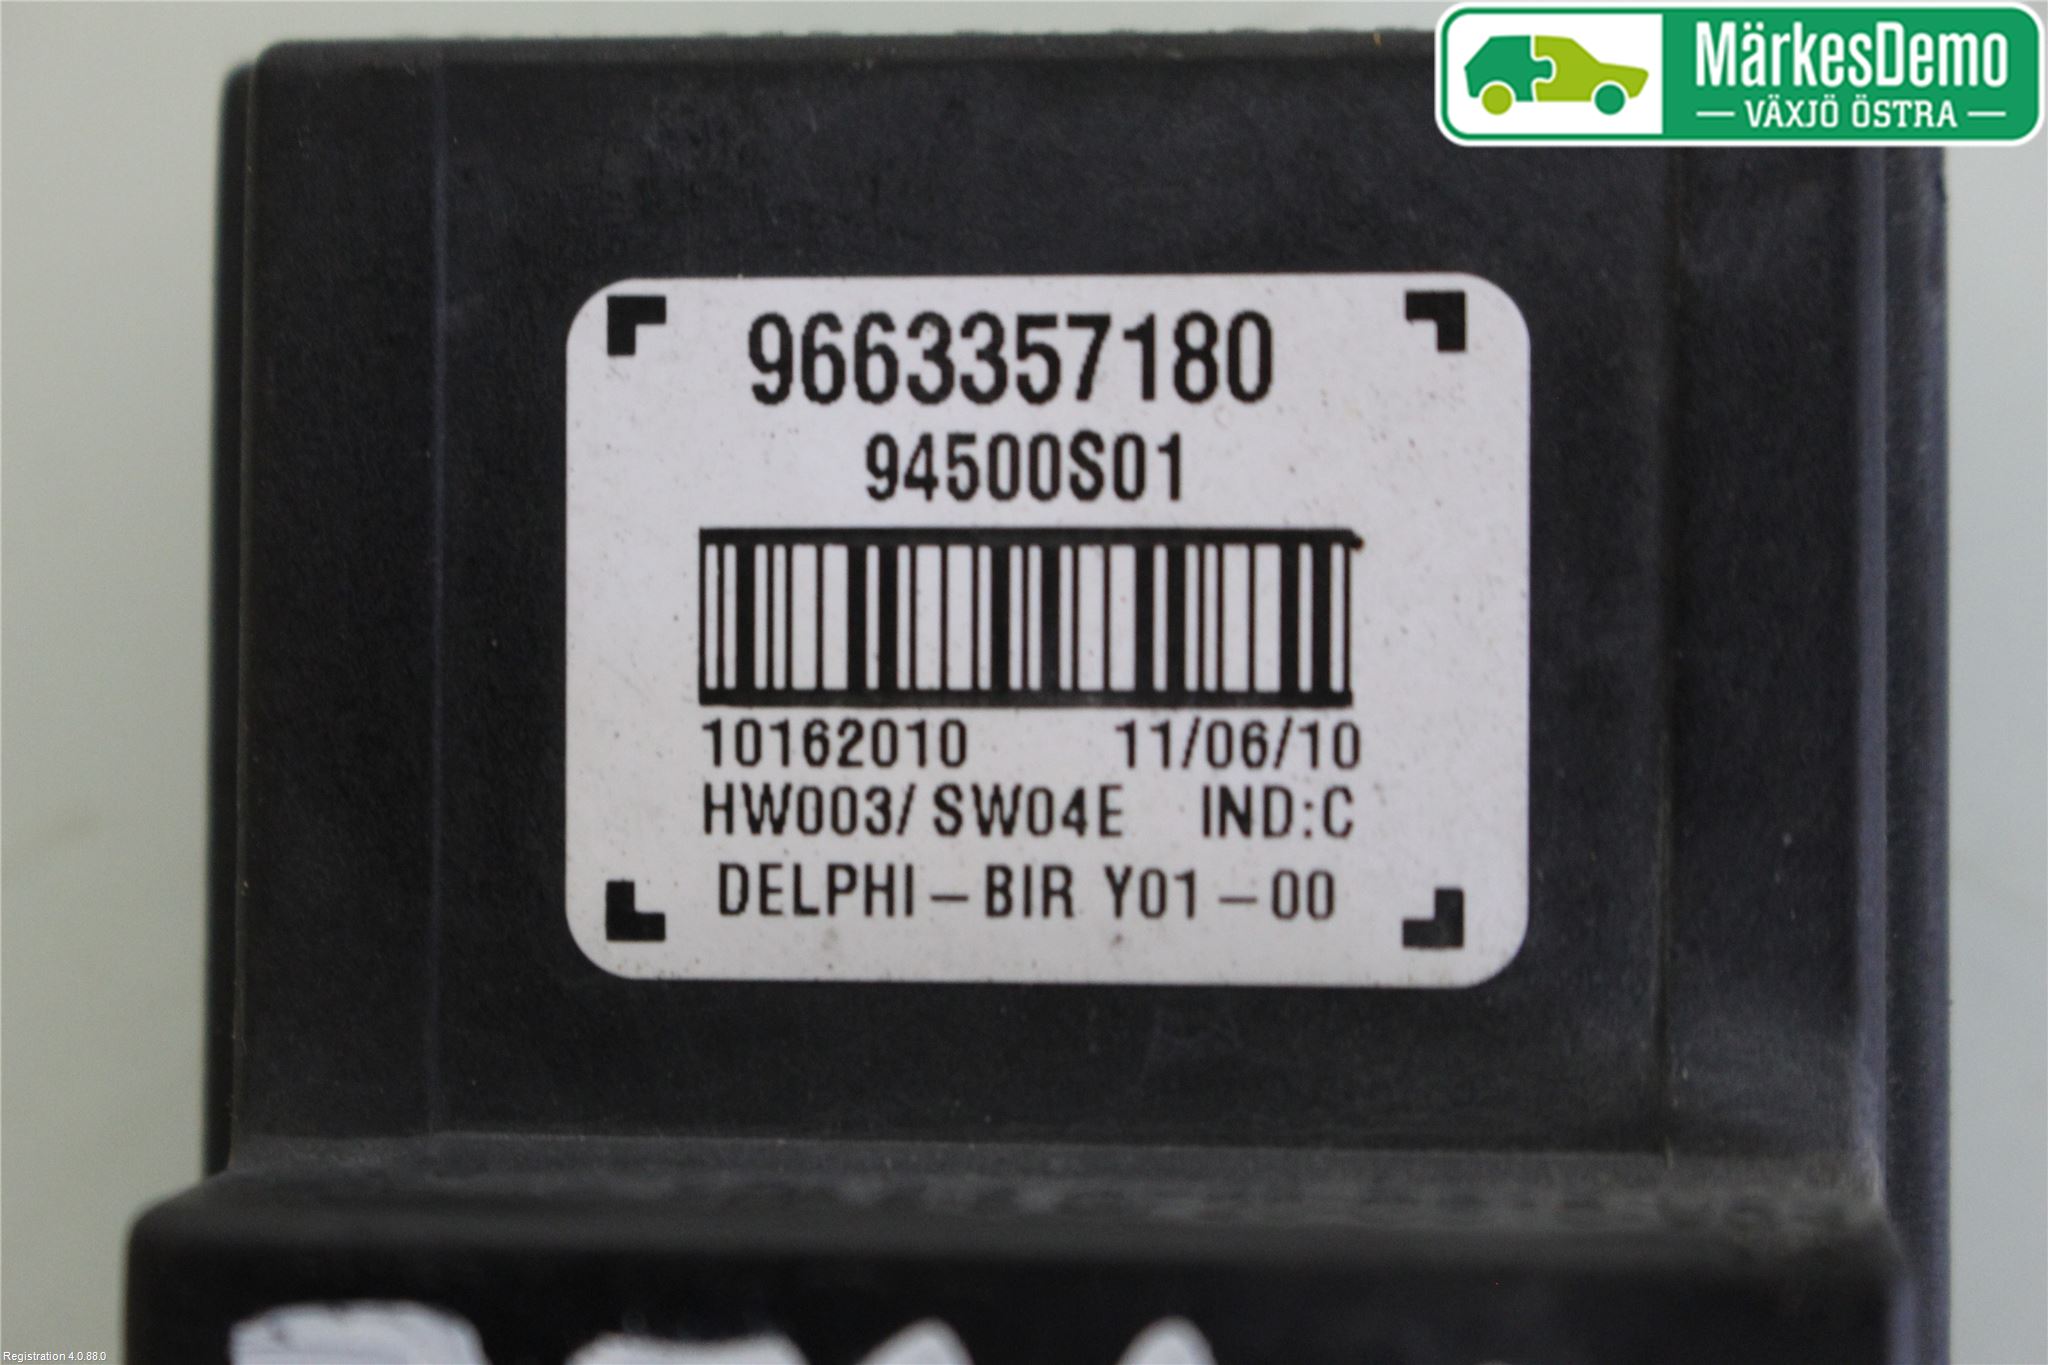 MärkesDemo
— VÄXJÖ ÖSTRA —
9663357180
94500S01
10162010 11/06/10
HW003/ SW04E IND:C
DELPHI – BIR Y01 – 00
Registration 4.0.88.0